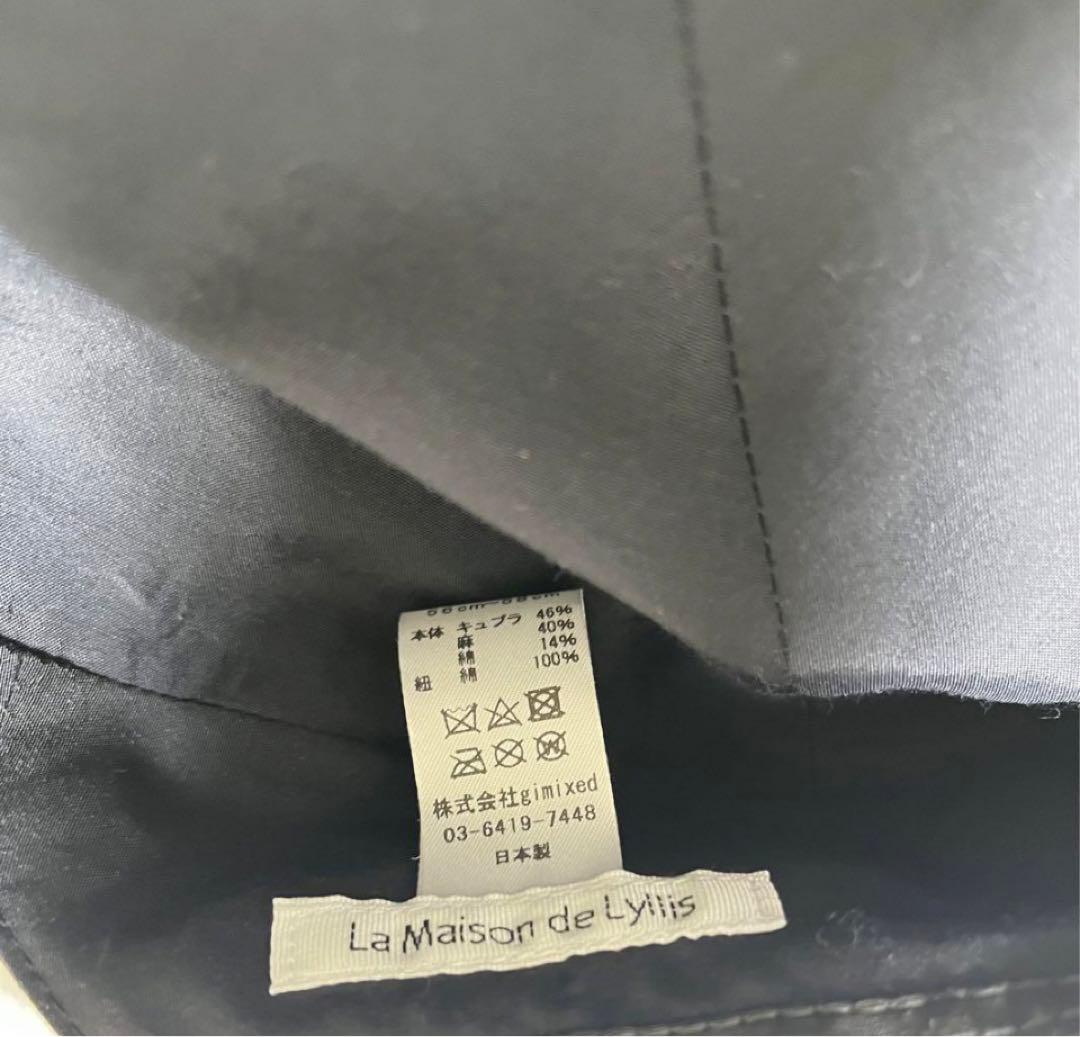 本体 キュプラ 46%
麻 40%
綿 14%
紐 綿 100%
株式会社gimixed
03-6419-7448
日本製
La Maison de Lyllis